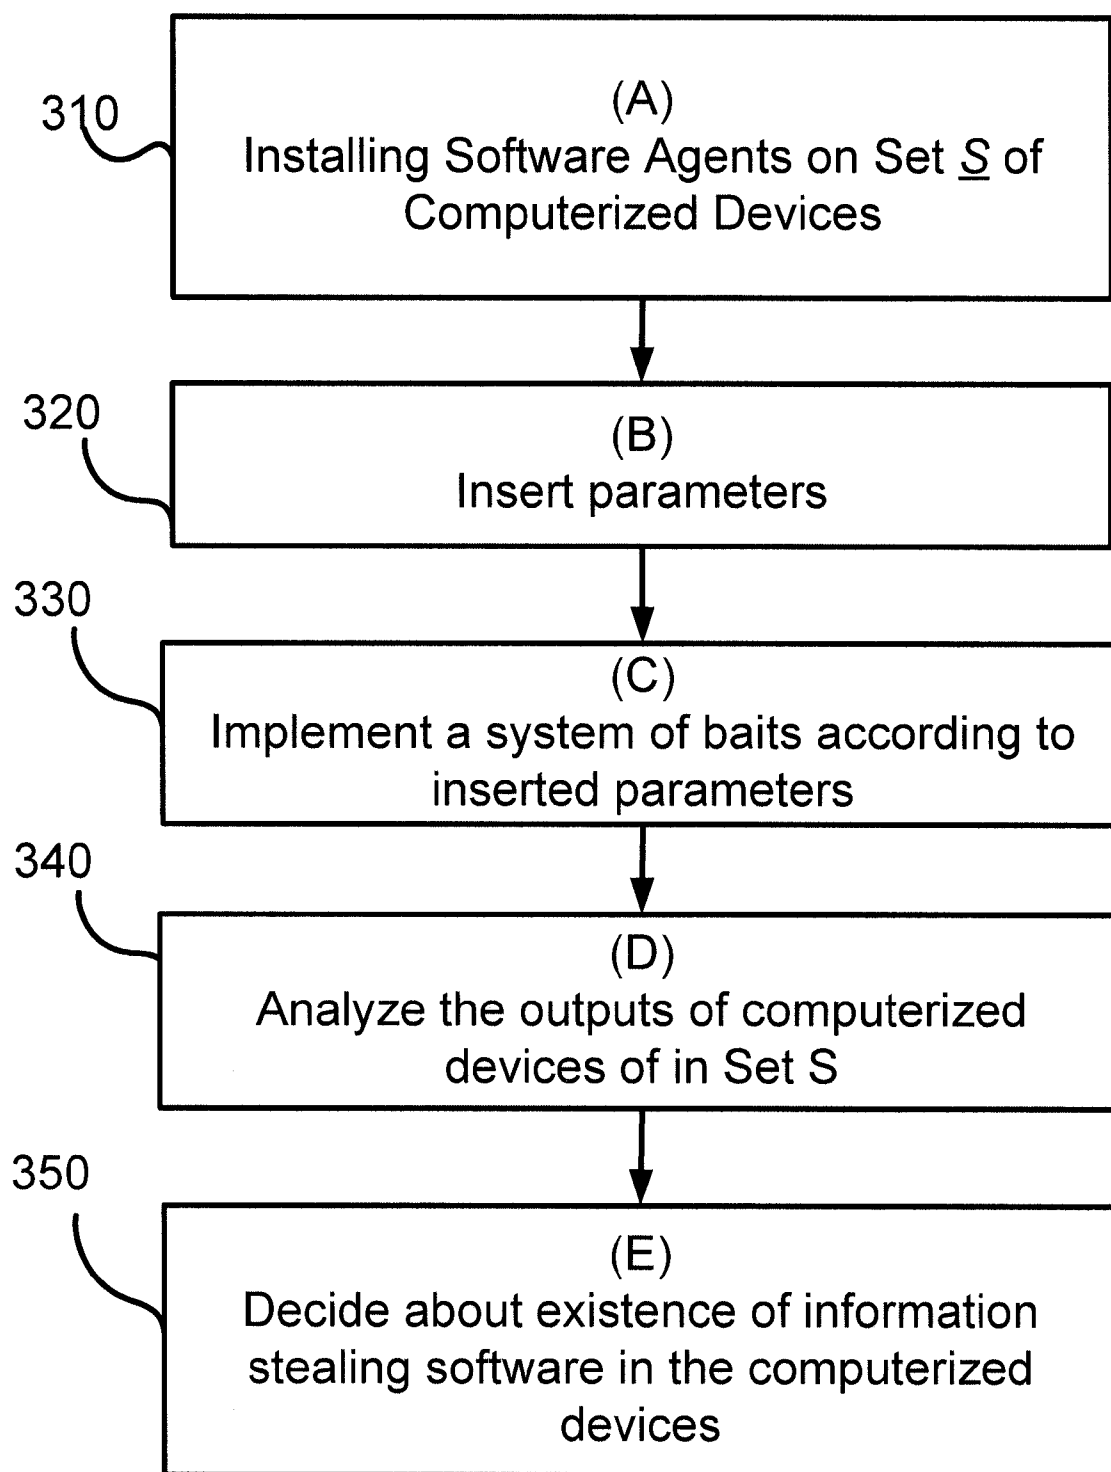 310
(A)
Installing Software Agents on Set S of
Computerized Devices
320
(B)
Insert parameters
330
(C)
Implement a system of baits according to
inserted parameters
340
(D)
Analyze the outputs of computerized
devices of in Set S
350
(E)
Decide about existence of information
stealing software in the computerized
devices